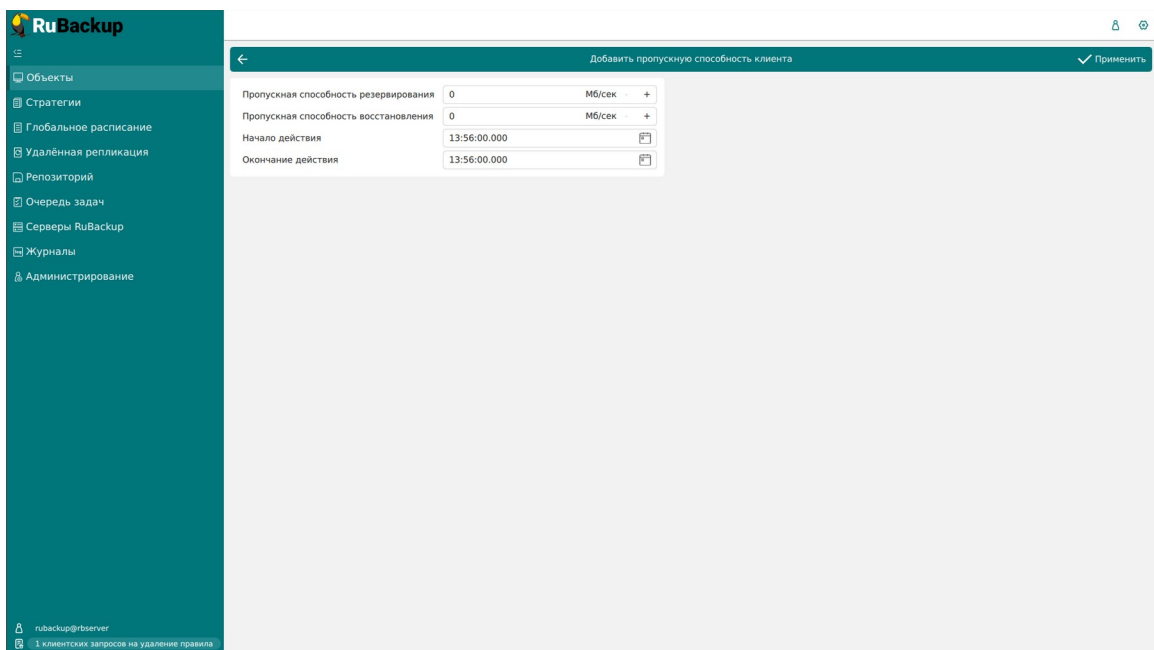 RuBackup
Объекты
Стратегии
Глобальное расписание
Удалённая репликация
Репозиторий
Очередь задач
Серверы RuBackup
Журналы
Администрирование
rubackup@rbserver
1 клиентских запросов на удаление правила
Добавить пропускную способность клиента
Применить
Пропускная способность резервирования 0 Мб/сек - +
Пропускная способность восстановления 0 Мб/сек - +
Начало действия 13:56:00.000
Окончание действия 13:56:00.000